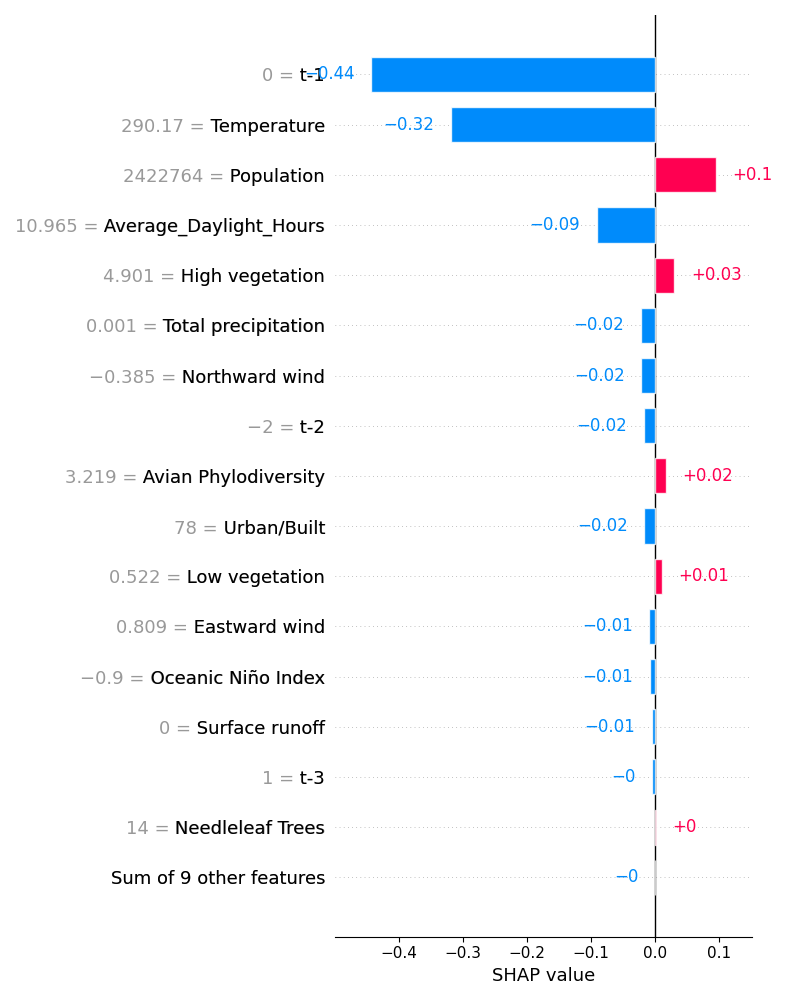 0 = t-1 −0.44
290.17 = Temperature −0.32
2422764 = Population +0.1
10.965 = Average_Daylight_Hours −0.09
4.901 = High vegetation +0.03
0.001 = Total precipitation −0.02
−0.385 = Northward wind −0.02
−2 = t-2 −0.02
3.219 = Avian Phylodiversity +0.02
78 = Urban/Built −0.02
0.522 = Low vegetation +0.01
0.809 = Eastward wind −0.01
−0.9 = Oceanic Niño Index −0.01
0 = Surface runoff −0.01
1 = t-3 −0
14 = Needleleaf Trees +0
Sum of 9 other features −0
−0.4 −0.3 −0.2 −0.1 0.0 0.1
SHAP value